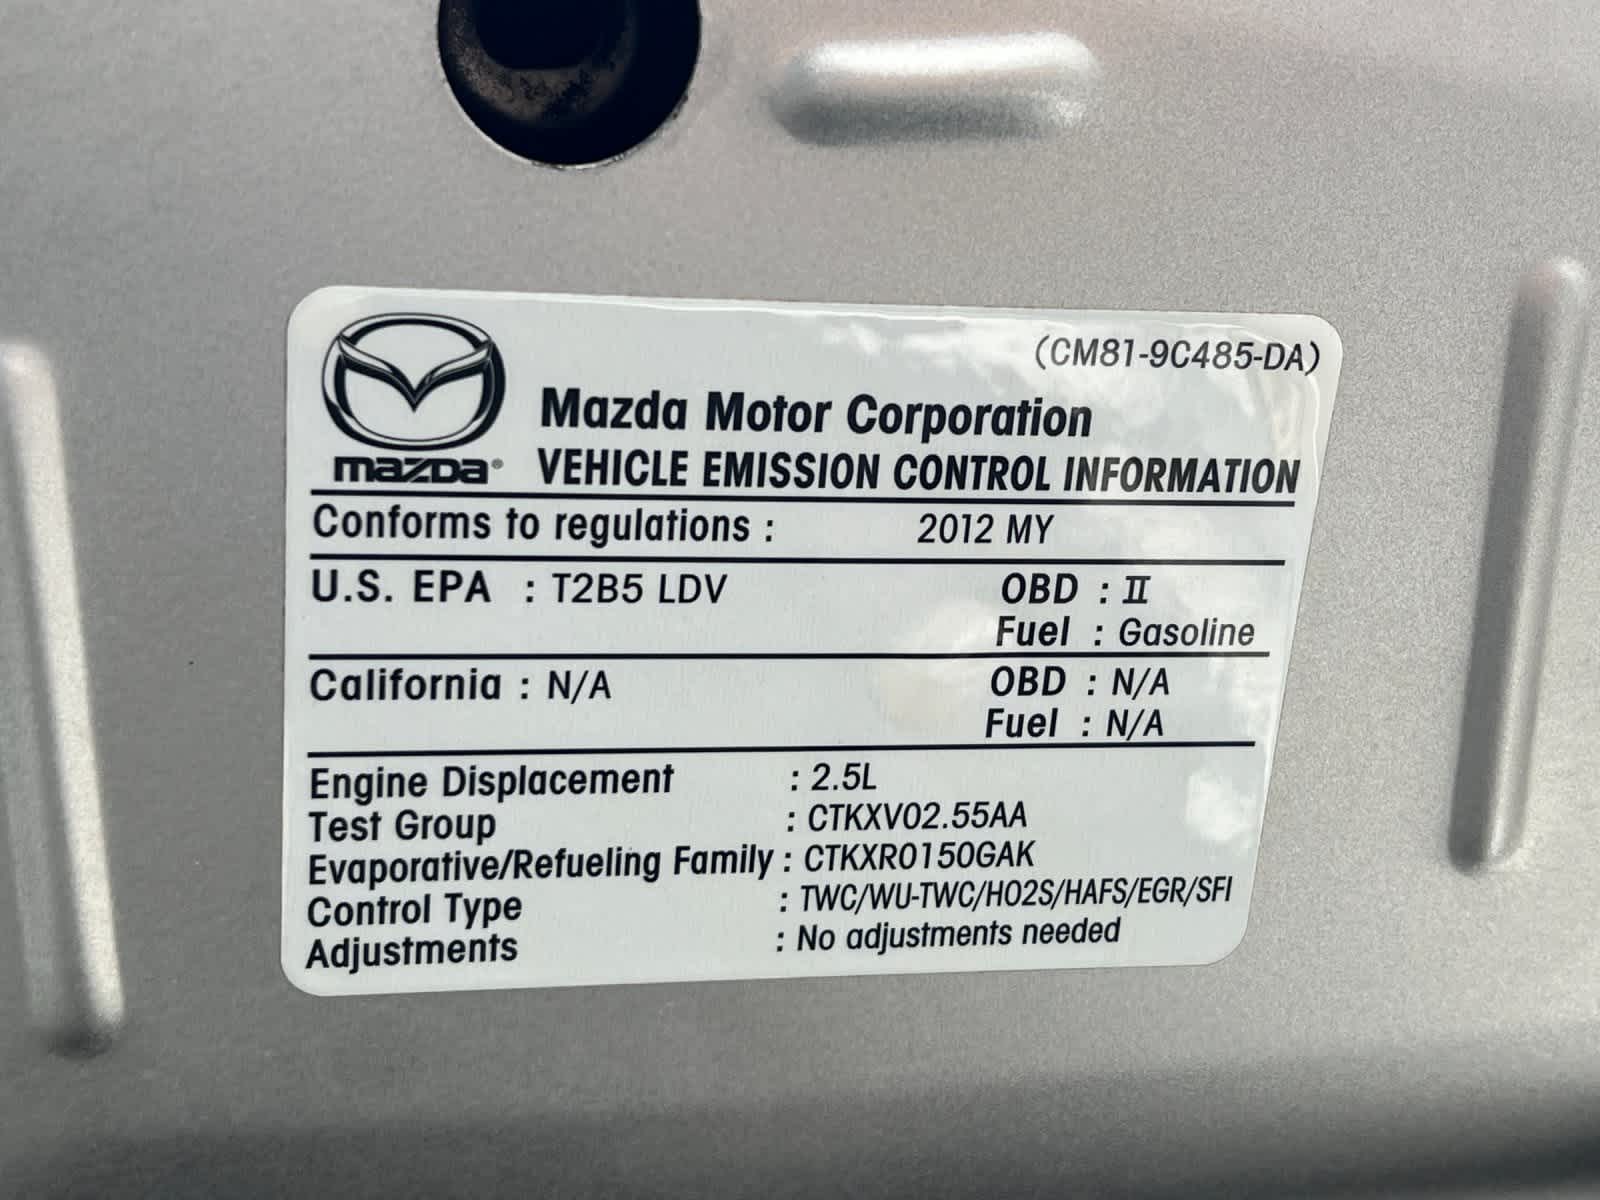 (CM81-9C485-DA)
Mazda Motor Corporation
mazda® VEHICLE EMISSION CONTROL INFORMATION
Conforms to regulations : 2012 MY
U.S. EPA : T2B5 LDV OBD : II
Fuel : Gasoline
California : N/A OBD : N/A
Fuel : N/A
Engine Displacement : 2.5L
Test Group : CTKXV02.55AA
Evaporative/Refueling Family : CTKXR0150GAK
Control Type : TWC/WU-TWC/HO2S/HAFS/EGR/SFI
Adjustments : No adjustments needed